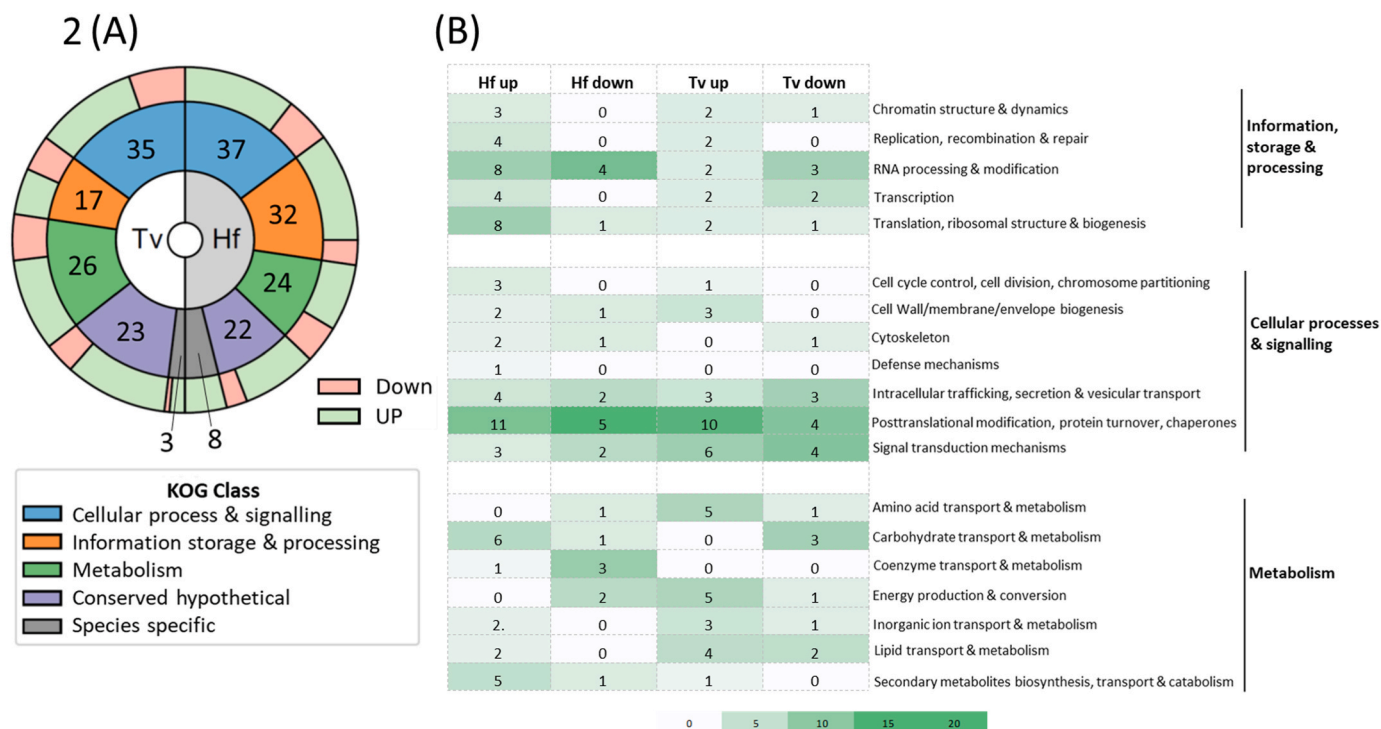 2 (A)
35
37
17
32
Tv
Hf
26
24
23
22
3
8
Down
UP
KOG Class
Cellular process & signalling
Information storage & processing
Metabolism
Conserved hypothetical
Species specific
(B)
Hf up Hf down Tv up Tv down
3 0 2 1 Chromatin structure & dynamics
4 0 2 0 Replication, recombination & repair
8 4 2 3 RNA processing & modification
4 0 2 2 Transcription
8 1 2 1 Translation, ribosomal structure & biogenesis
Information,
storage &
processing
3 0 1 0 Cell cycle control, cell division, chromosome partitioning
2 1 3 0 Cell Wall/membrane/envelope biogenesis
2 1 0 1 Cytoskeleton
1 0 0 0 Defense mechanisms
4 2 3 3 Intracellular trafficking, secretion & vesicular transport
11 5 10 4 Posttranslational modification, protein turnover, chaperones
3 2 6 4 Signal transduction mechanisms
Cellular processes
& signalling
0 1 5 1 Amino acid transport & metabolism
6 1 0 3 Carbohydrate transport & metabolism
1 3 0 0 Coenzyme transport & metabolism
0 2 5 1 Energy production & conversion
2. 0 3 1 Inorganic ion transport & metabolism
2 0 4 2 Lipid transport & metabolism
5 1 1 0 Secondary metabolites biosynthesis, transport & catabolism
Metabolism
0 5 10 15 20